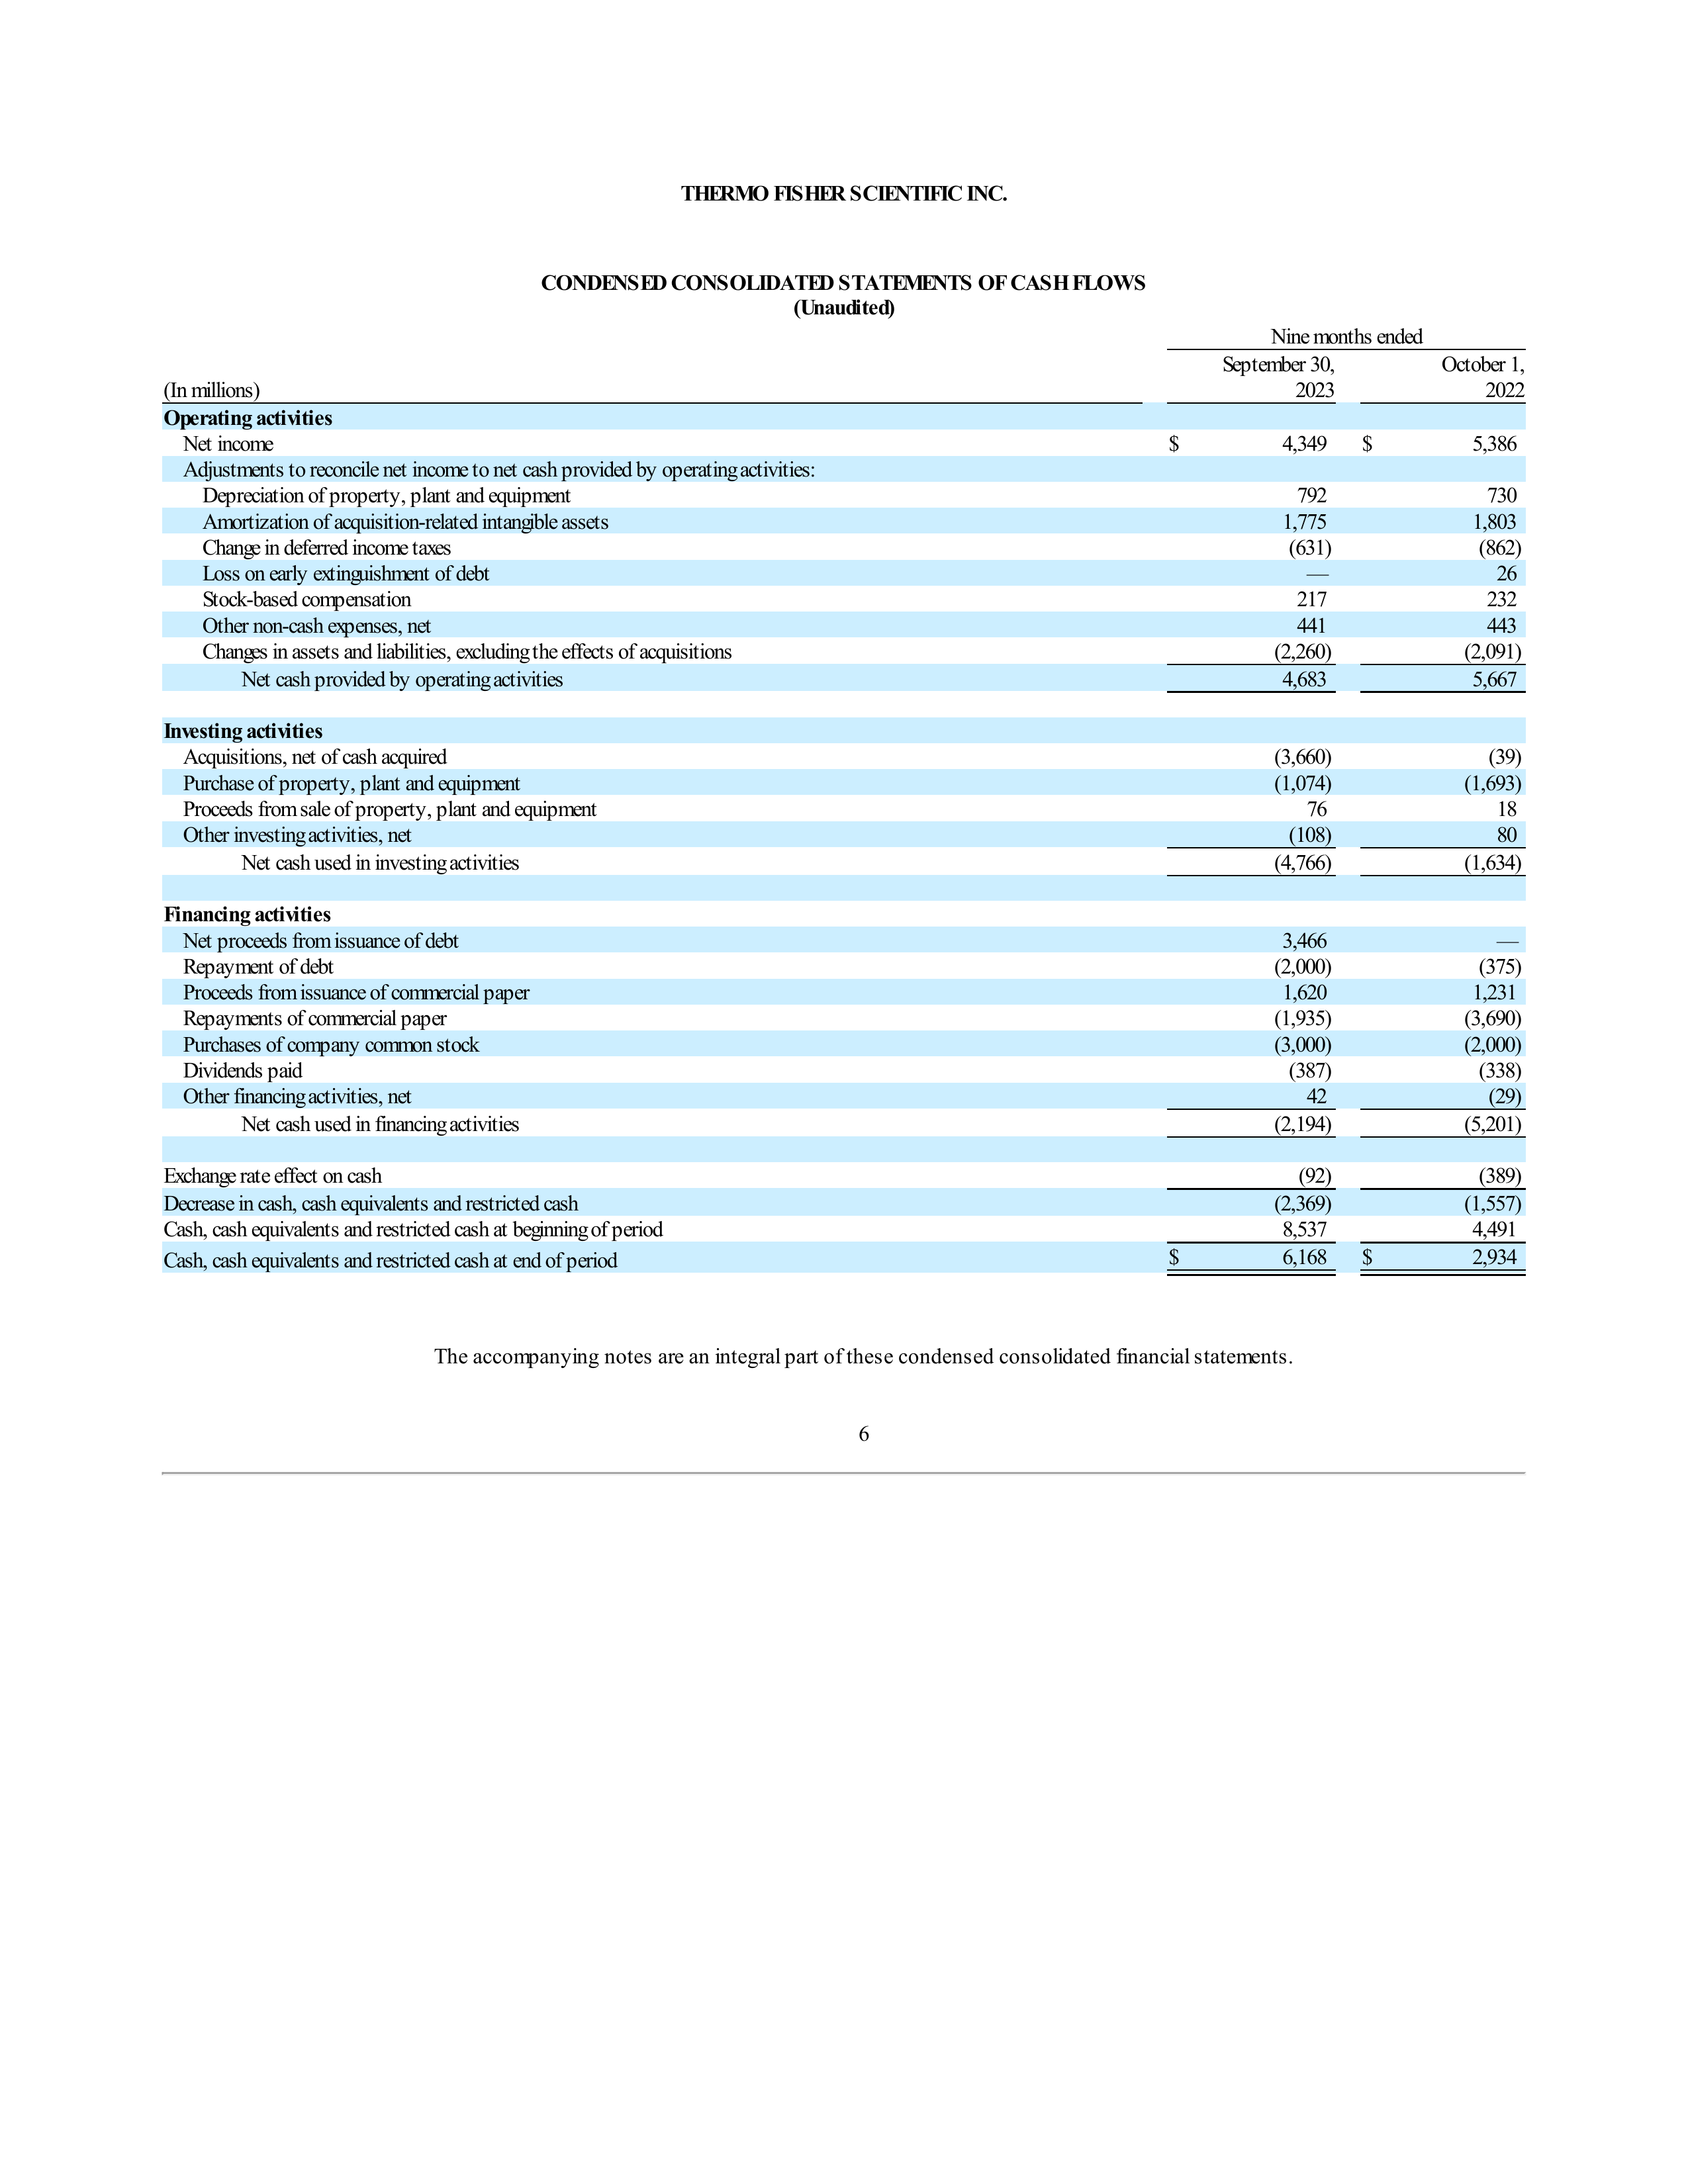 THERMO FISHER SCIENTIFIC INC.
CONDENSED CONSOLIDATED STATEMENTS OF CASH FLOWS
(Unaudited)
Nine months ended
September 30, October 1,
(In millions) 2023 2022
Operating activities
Net income $ 4,349 $ 5,386
Adjustments to reconcile net income to net cash provided by operating activities:
Depreciation of property, plant and equipment 792 730
Amortization of acquisition-related intangible assets 1,775 1,803
Change in deferred income taxes (631) (862)
Loss on early extinguishment of debt — 26
Stock-based compensation 217 232
Other non-cash expenses, net 441 443
Changes in assets and liabilities, excluding the effects of acquisitions (2,260) (2,091)
Net cash provided by operating activities 4,683 5,667
Investing activities
Acquisitions, net of cash acquired (3,660) (39)
Purchase of property, plant and equipment (1,074) (1,693)
Proceeds from sale of property, plant and equipment 76 18
Other investing activities, net (108) 80
Net cash used in investing activities (4,766) (1,634)
Financing activities
Net proceeds from issuance of debt 3,466 —
Repayment of debt (2,000) (375)
Proceeds from issuance of commercial paper 1,620 1,231
Repayments of commercial paper (1,935) (3,690)
Purchases of company common stock (3,000) (2,000)
Dividends paid (387) (338)
Other financing activities, net 42 (29)
Net cash used in financing activities (2,194) (5,201)
Exchange rate effect on cash (92) (389)
Decrease in cash, cash equivalents and restricted cash (2,369) (1,557)
Cash, cash equivalents and restricted cash at beginning of period 8,537 4,491
Cash, cash equivalents and restricted cash at end of period $ 6,168 $ 2,934
The accompanying notes are an integral part of these condensed consolidated financial statements.
6